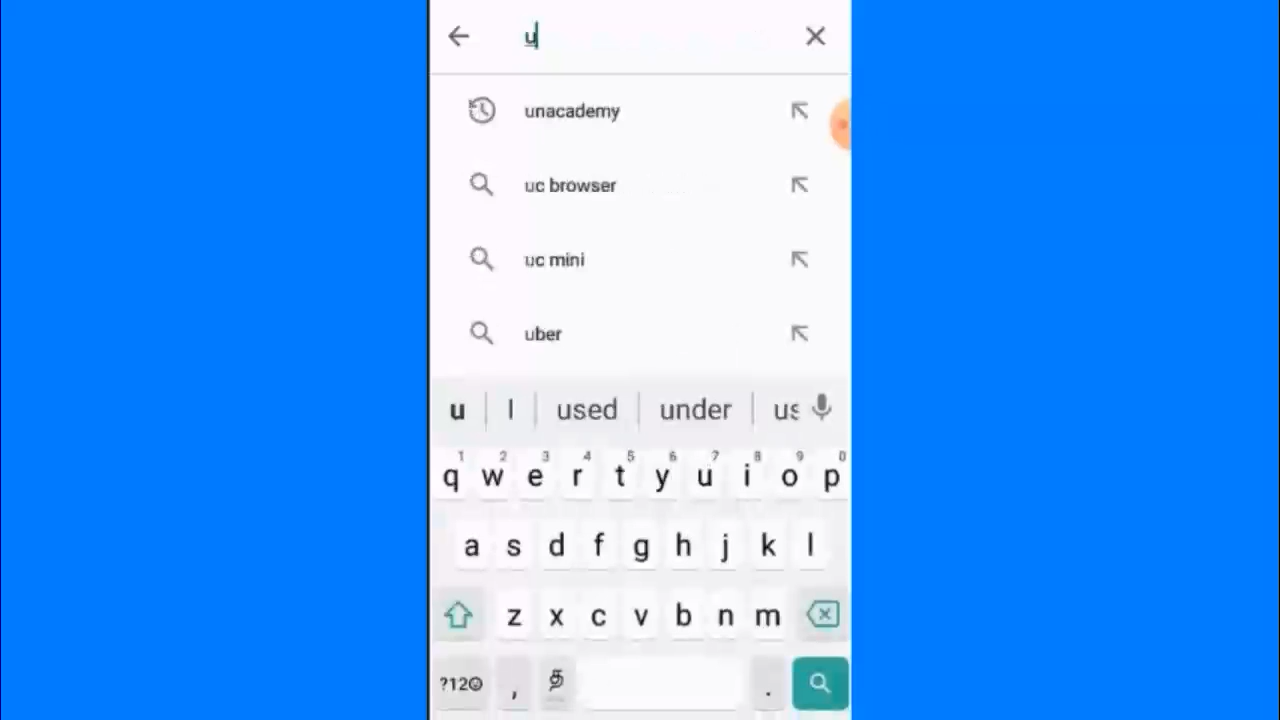 u
unacademy
uc browser
uc mini
uber
u I used under us
1 2 3 4 5 6 7 8 9 0
q w e r t y u i o p
a s d f g h j k l
z x c v b n m
?12☺ , த .